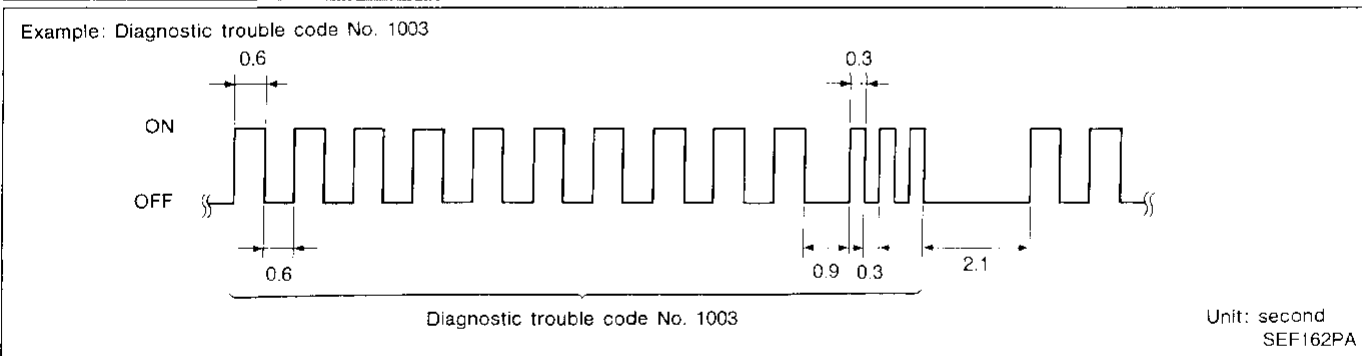 Example: Diagnostic trouble code No. 1003
0.6
0.3
ON
OFF
0.6
0.9
0.3
2.1
Diagnostic trouble code No. 1003
Unit: second
SEF162PA